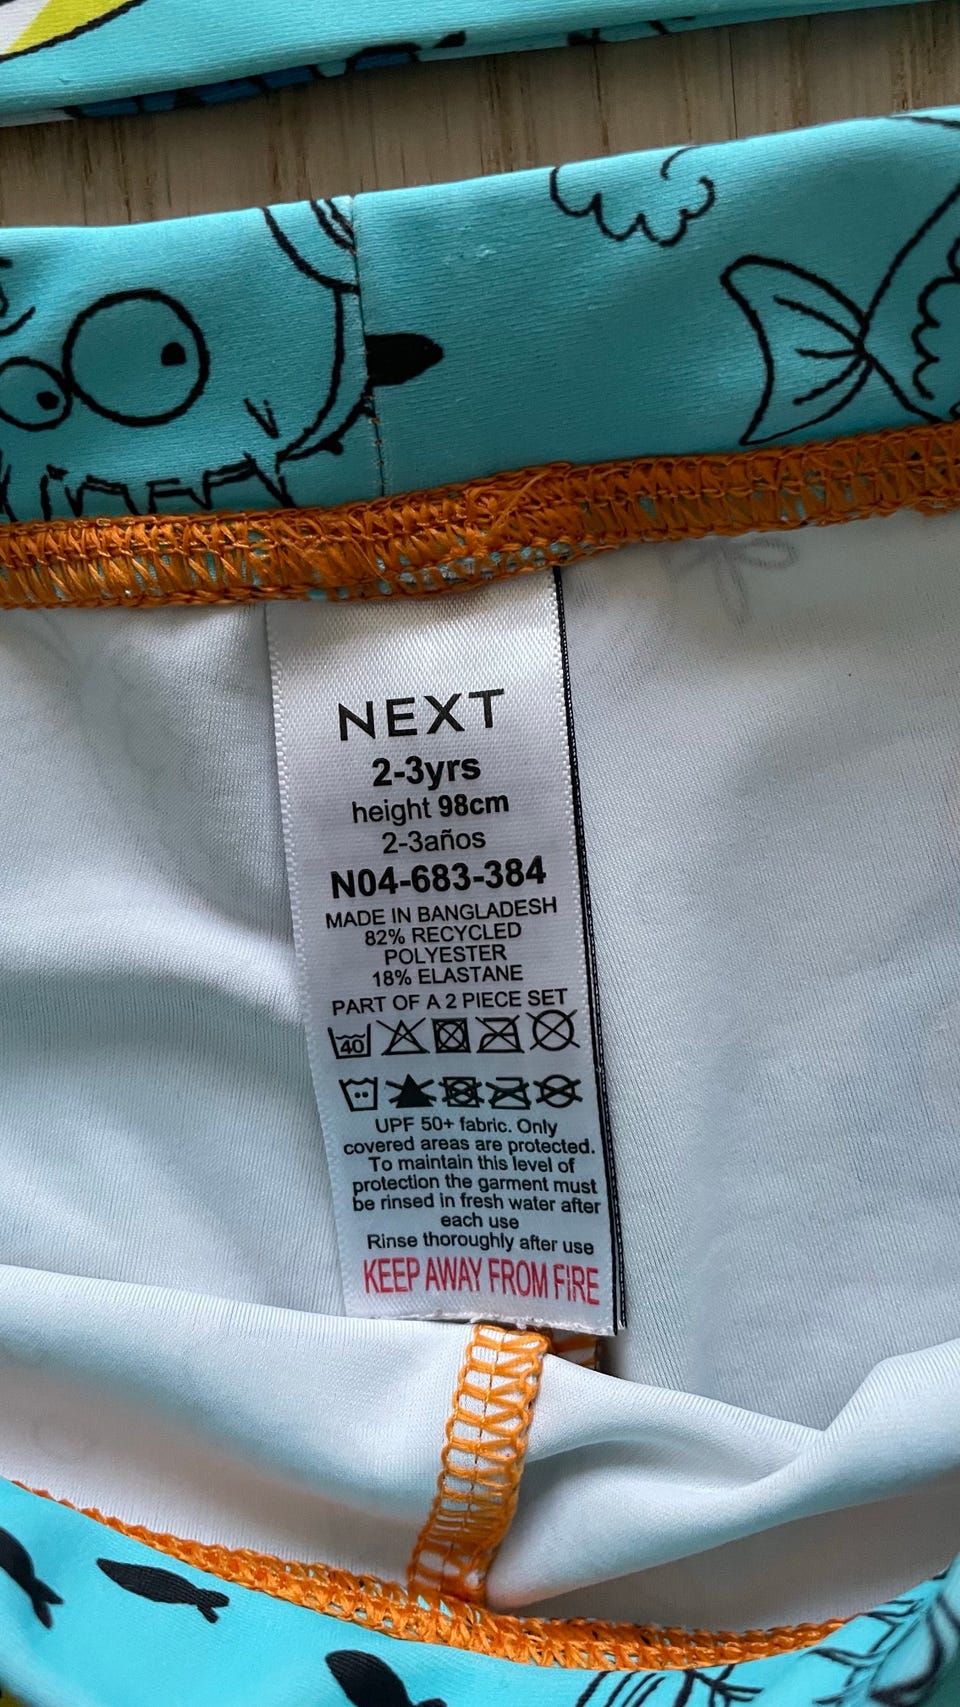 NEXT
2-3yrs
height 98cm
2-3años
N04-683-384
MADE IN BANGLADESH
82% RECYCLED
POLYESTER
18% ELASTANE
PART OF A 2 PIECE SET
40
UPF 50+ fabric. Only
covered areas are protected.
To maintain this level of
protection the garment must
be rinsed in fresh water after
each use
Rinse thoroughly after use
KEEP AWAY FROM FIRE